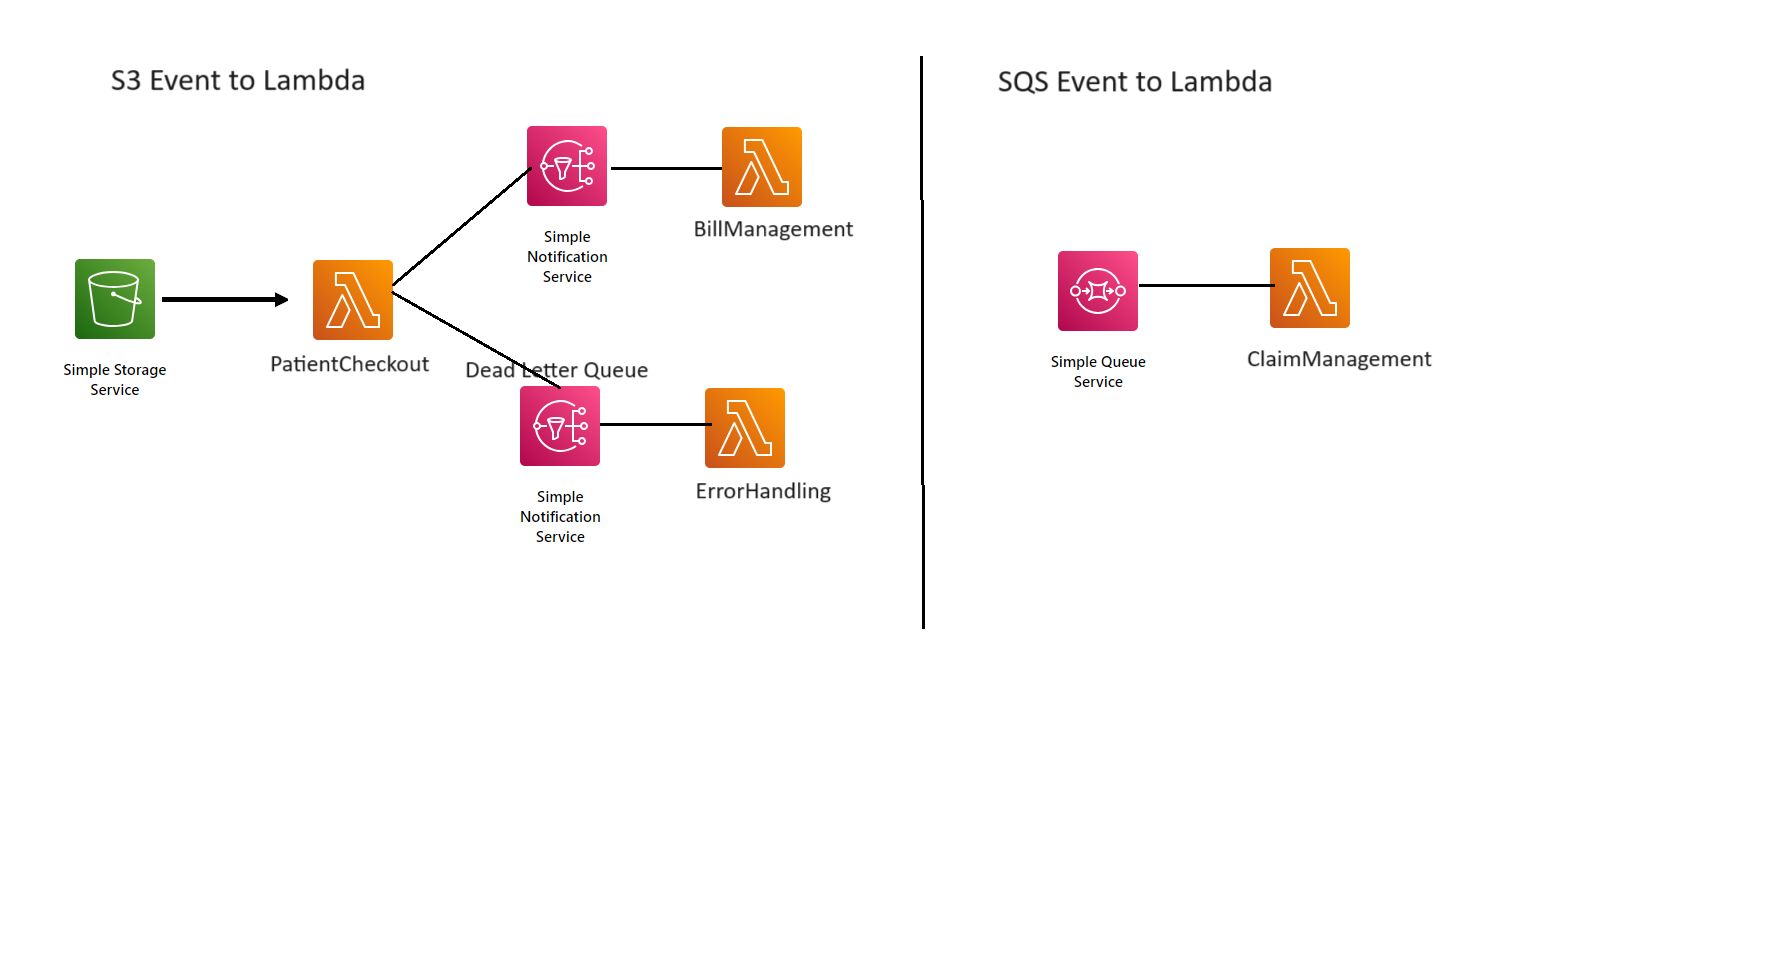 S3 Event to Lambda
SQS Event to Lambda
Simple
Notification
Service
BillManagement
Simple Storage
Service
PatientCheckout
Dead Letter Queue
Simple
Notification
Service
ErrorHandling
Simple Queue
Service
ClaimManagement